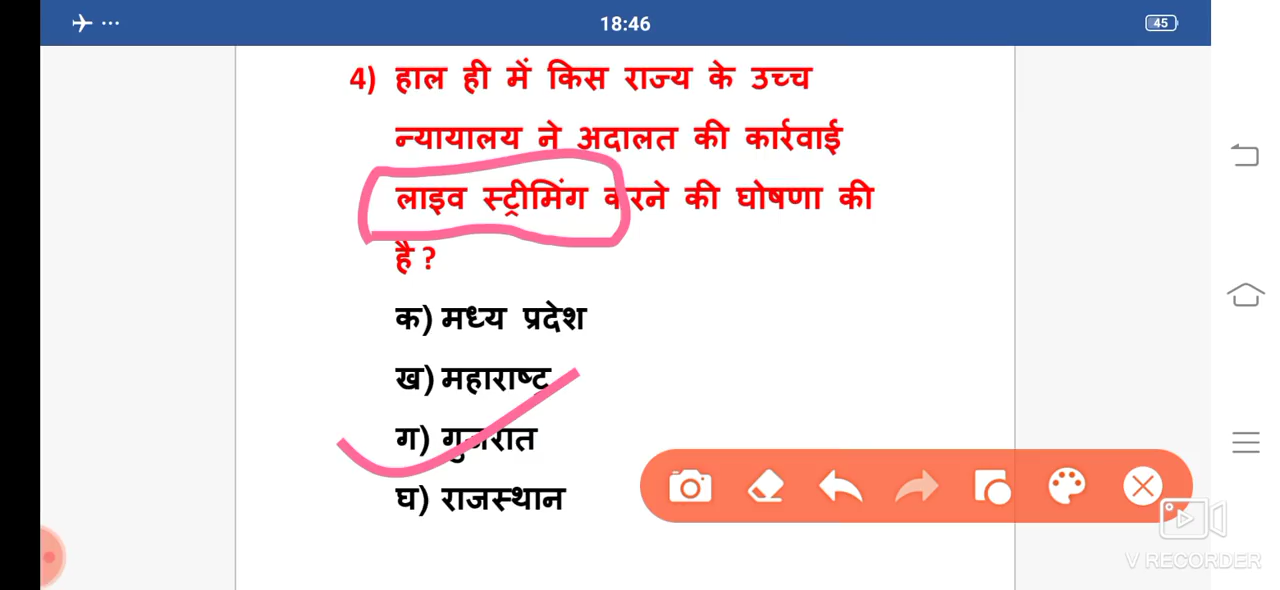 18:46
45
4) हाल ही में किस राज्य के उच्च
न्यायालय ने अदालत की कार्रवाई
लाइव स्ट्रीमिंग करने की घोषणा की
है ?
क) मध्य प्रदेश
ख) महाराष्ट्र
ग) गुजरात
घ) राजस्थान
V RECORDER